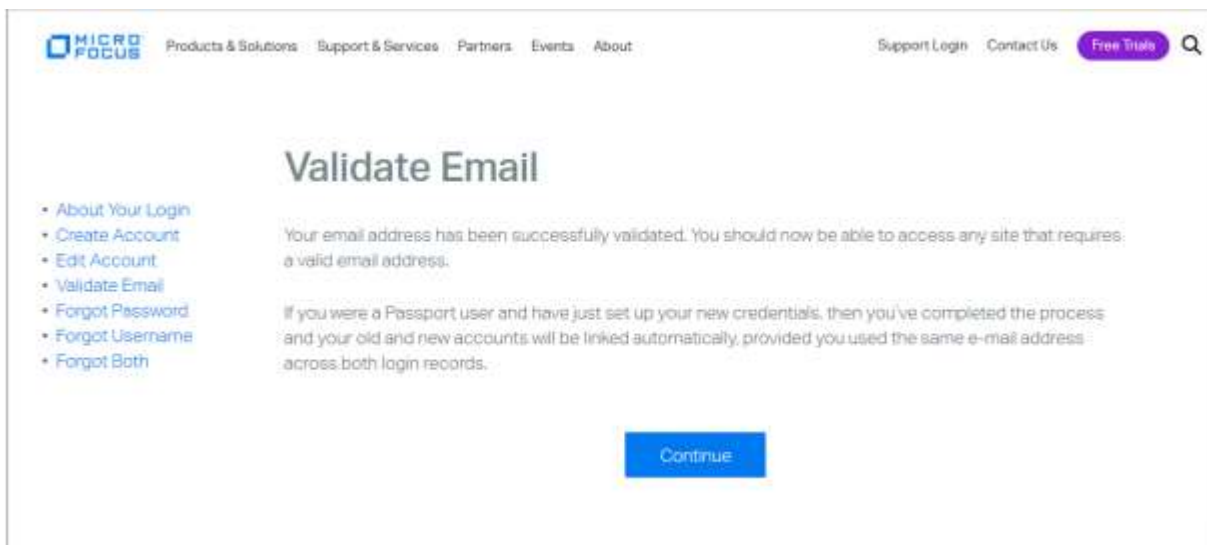 MICRO
FOCUS
Products & Solutions Support & Services Partners Events About
Support Login Contact Us Free Trials
Validate Email
• About Your Login
• Create Account
• Edit Account
• Validate Email
• Forgot Password
• Forgot Username
• Forgot Both
Your email address has been successfully validated. You should now be able to access any site that requires
a valid email address.
If you were a Passport user and have just set up your new credentials, then you've completed the process
and your old and new accounts will be linked automatically, provided you used the same e-mail address
across both login records.
Continue